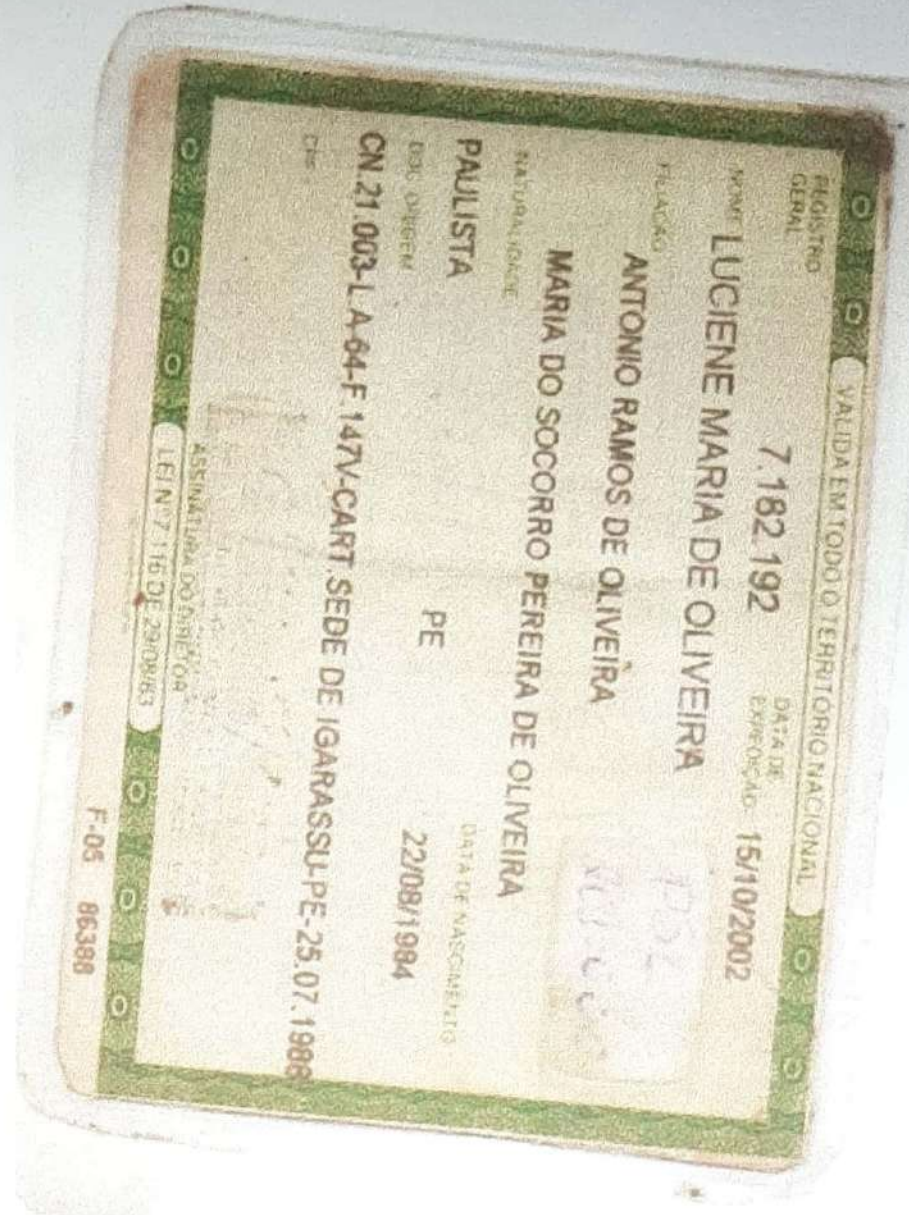 VALIDA EM TODO O TERRITÓRIO NACIONAL
REGISTRO GERAL 7.182.192 DATA DE EXPEDIÇÃO 15/10/2002
NOME LUCIENE MARIA DE OLIVEIRA
FILIAÇÃO
ANTONIO RAMOS DE OLIVEIRA
MARIA DO SOCORRO PEREIRA DE OLIVEIRA
NATURALIDADE DATA DE NASCIMENTO
PAULISTA PE 22/08/1984
DOC. ORIGEM
CN.21.003-L.A-64-F.147V-CART.SEDE DE IGARASSU-PE-25.07.1988
CPF
ASSINATURA DO DIRETOR
LEI Nº 7.116 DE 29/08/83
F-05 86388